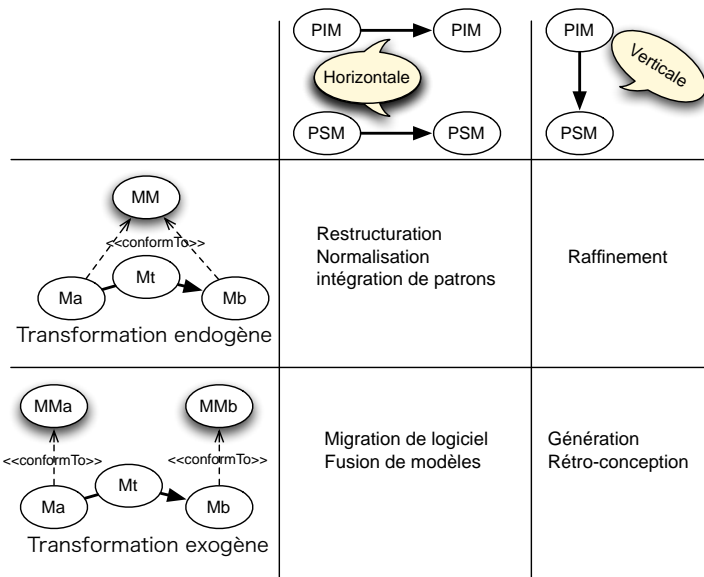 PIM
PIM
PIM
Horizontale
Verticale
PSM
PSM
PSM
MM
<<conformTo>>
Ma
Mt
Mb
Transformation endogène
Restructuration
Normalisation
intégration de patrons
Raffinement
MMa
MMb
<<conformTo>>
<<conformTo>>
Ma
Mt
Mb
Transformation exogène
Migration de logiciel
Fusion de modèles
Génération
Rétro-conception